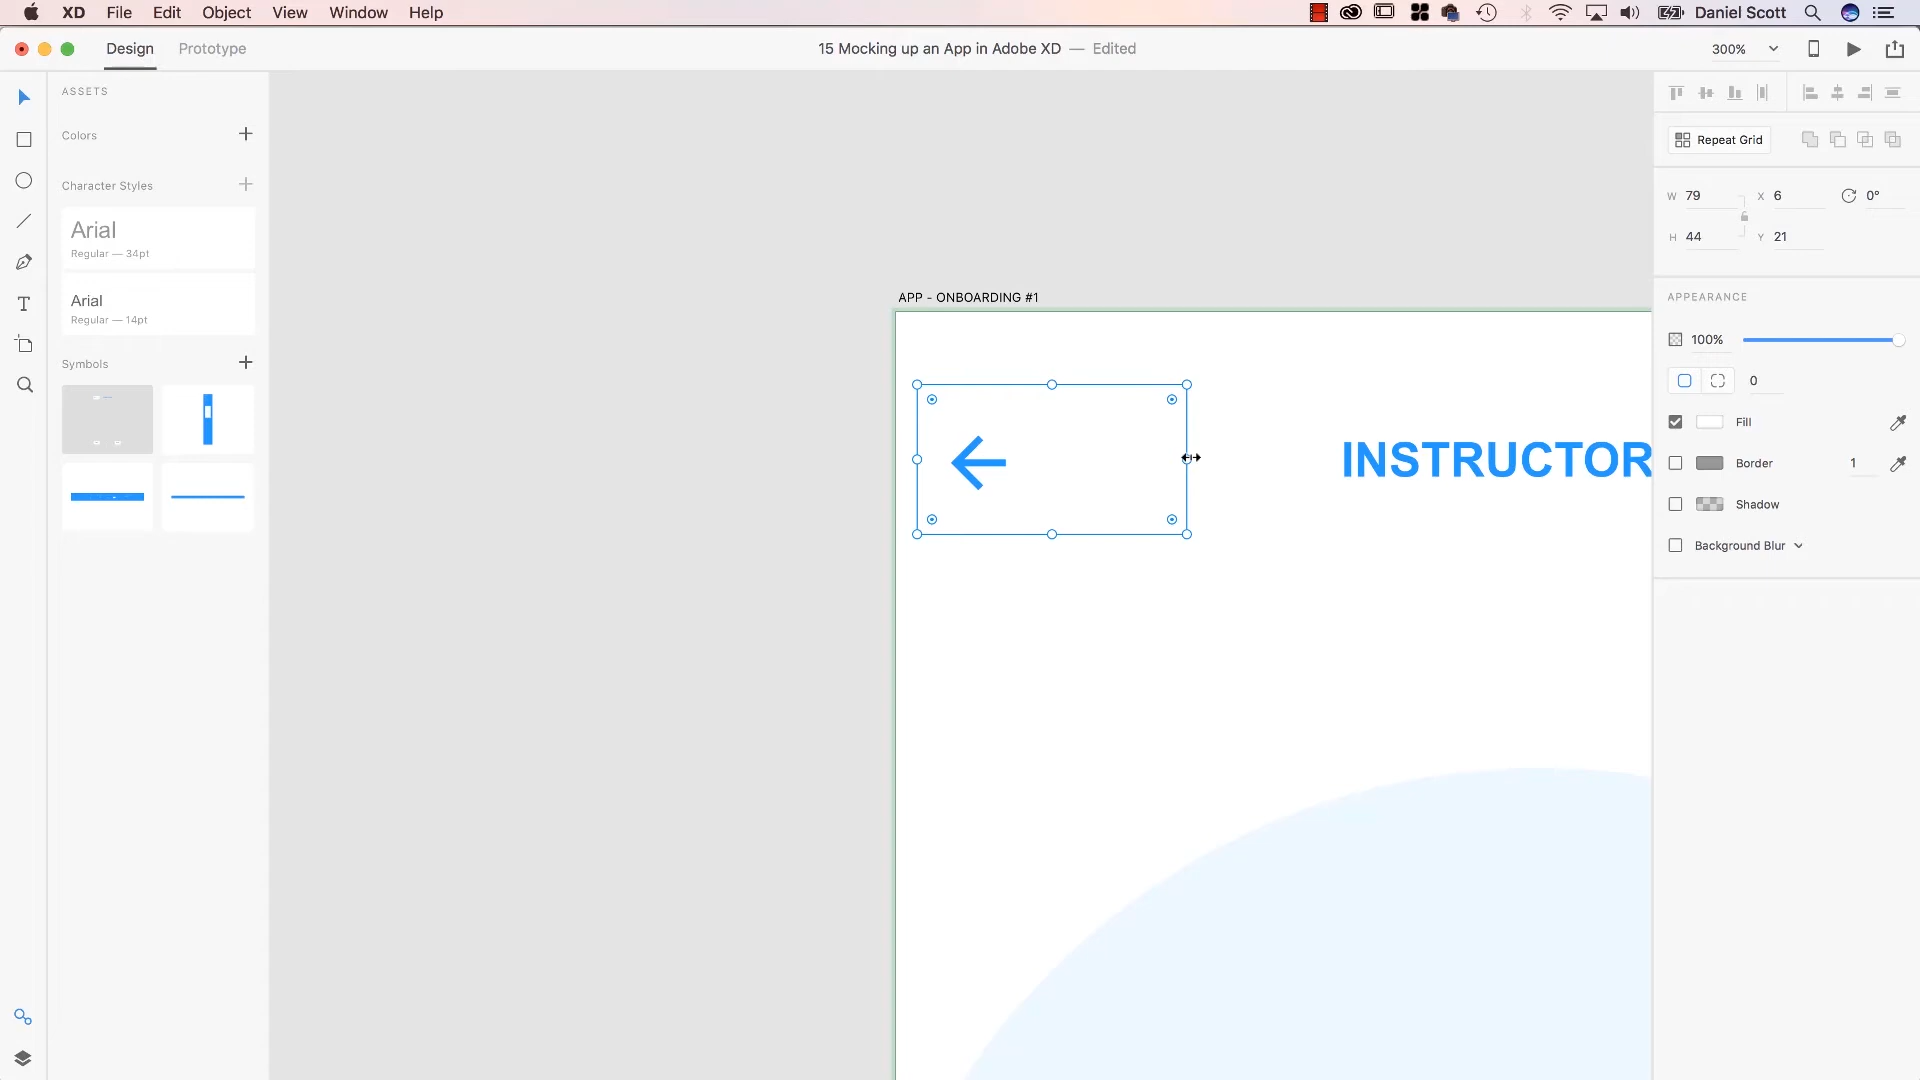 XD File Edit Object View Window Help Daniel Scott
Design Prototype 15 Mocking up an App in Adobe XD — Edited 300%
ASSETS
Colors
Character Styles
Arial
Regular — 34pt
Arial
Regular — 14pt
Symbols
APP - ONBOARDING #1
INSTRUCTOR
Repeat Grid
W 79 X 6 0°
H 44 Y 21
APPEARANCE
100%
0
Fill
Border 1
Shadow
Background Blur